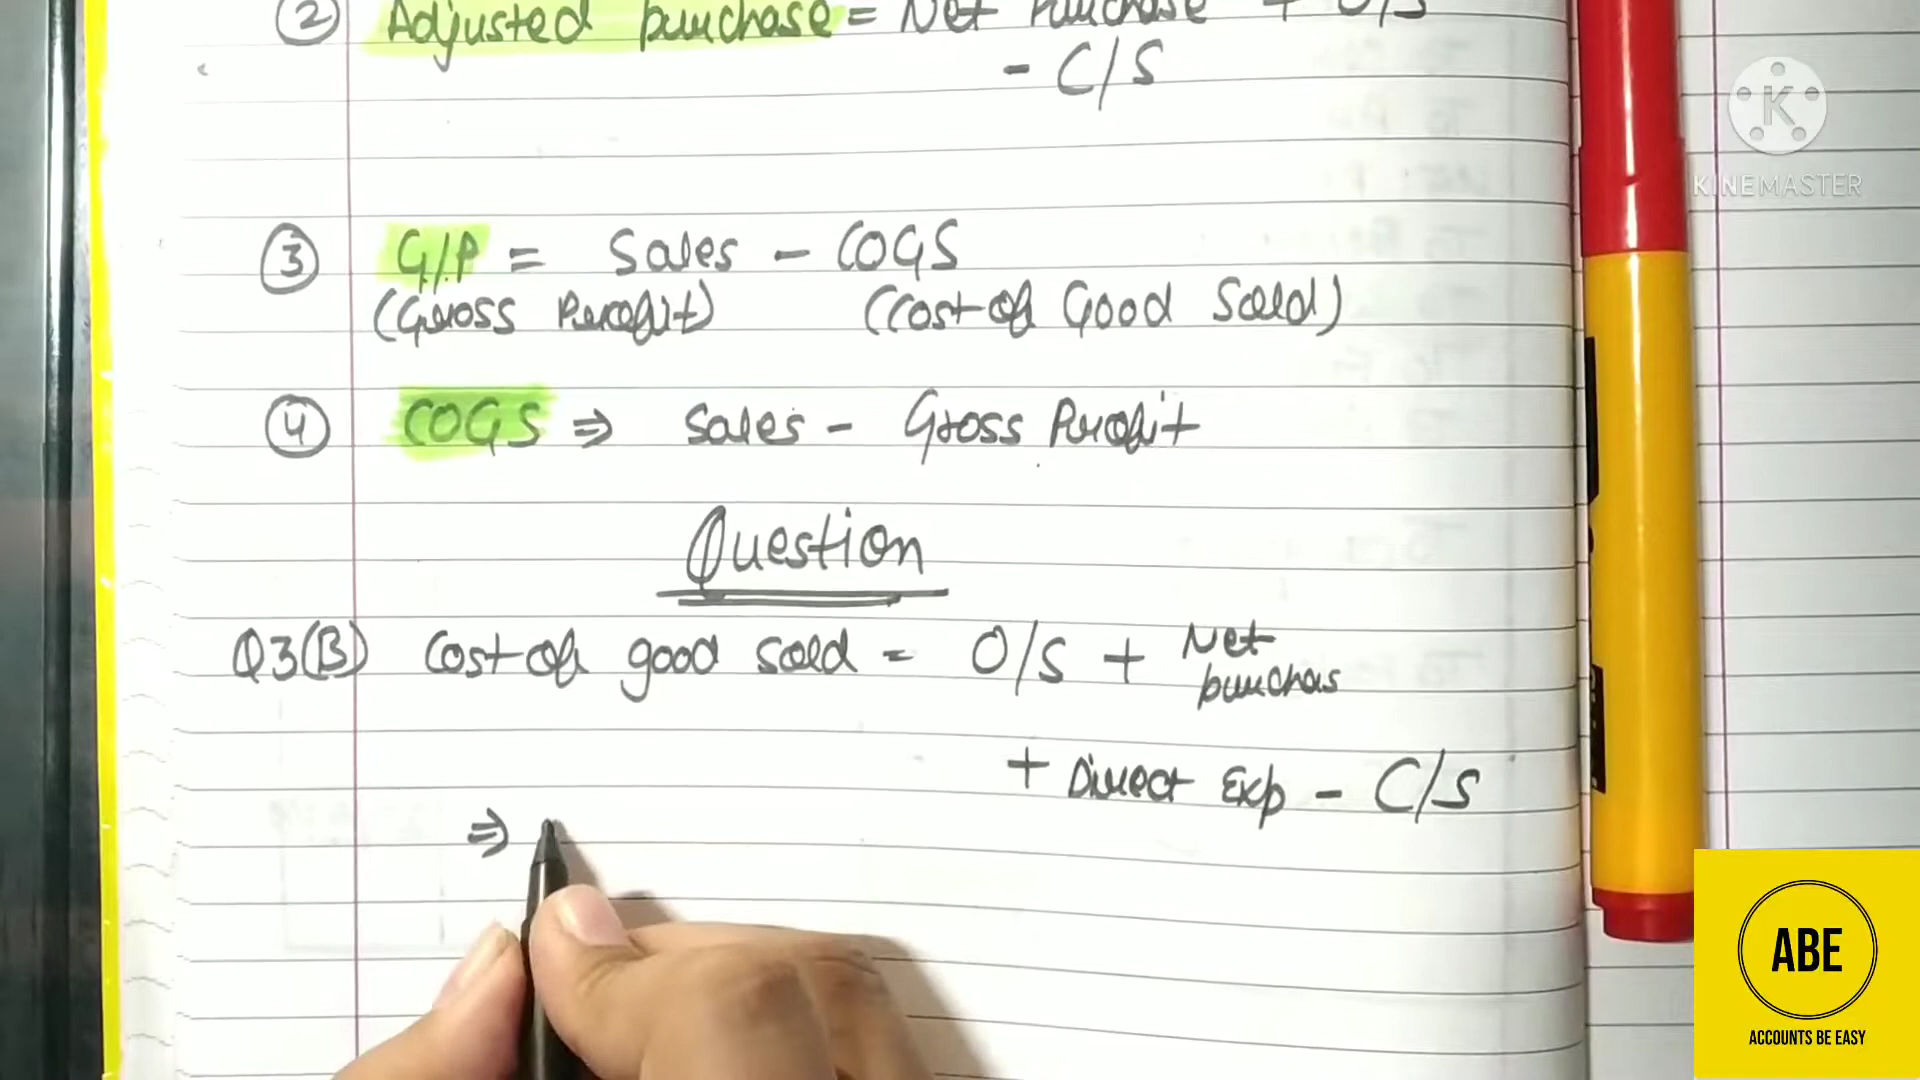 ② Adjusted purchase = Net Purchase + O/S
- C/S
③ G/P = Sales - COGS
(Gross Profit) (Cost of Good Sold)
④ COGS ⇒ Sales - Gross Profit
Question
Q3(B) Cost of good sold = O/S + Net
purchas
+ Direct Exp - C/S
⇒
K
KINEMASTER
ABE
ACCOUNTS BE EASY